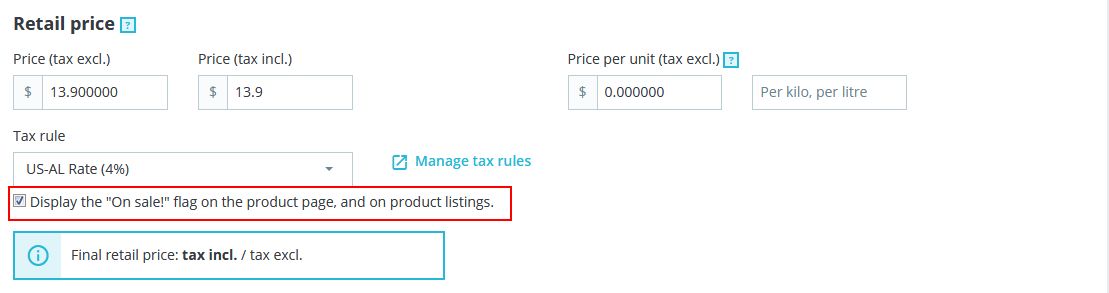 Retail price ?
Price (tax excl.) Price (tax incl.) Price per unit (tax excl.) ?
$ 13.900000 $ 13.9 $ 0.000000 Per kilo, per litre
Tax rule
US-AL Rate (4%) Manage tax rules
Display the "On sale!" flag on the product page, and on product listings.
Final retail price: tax incl. / tax excl.